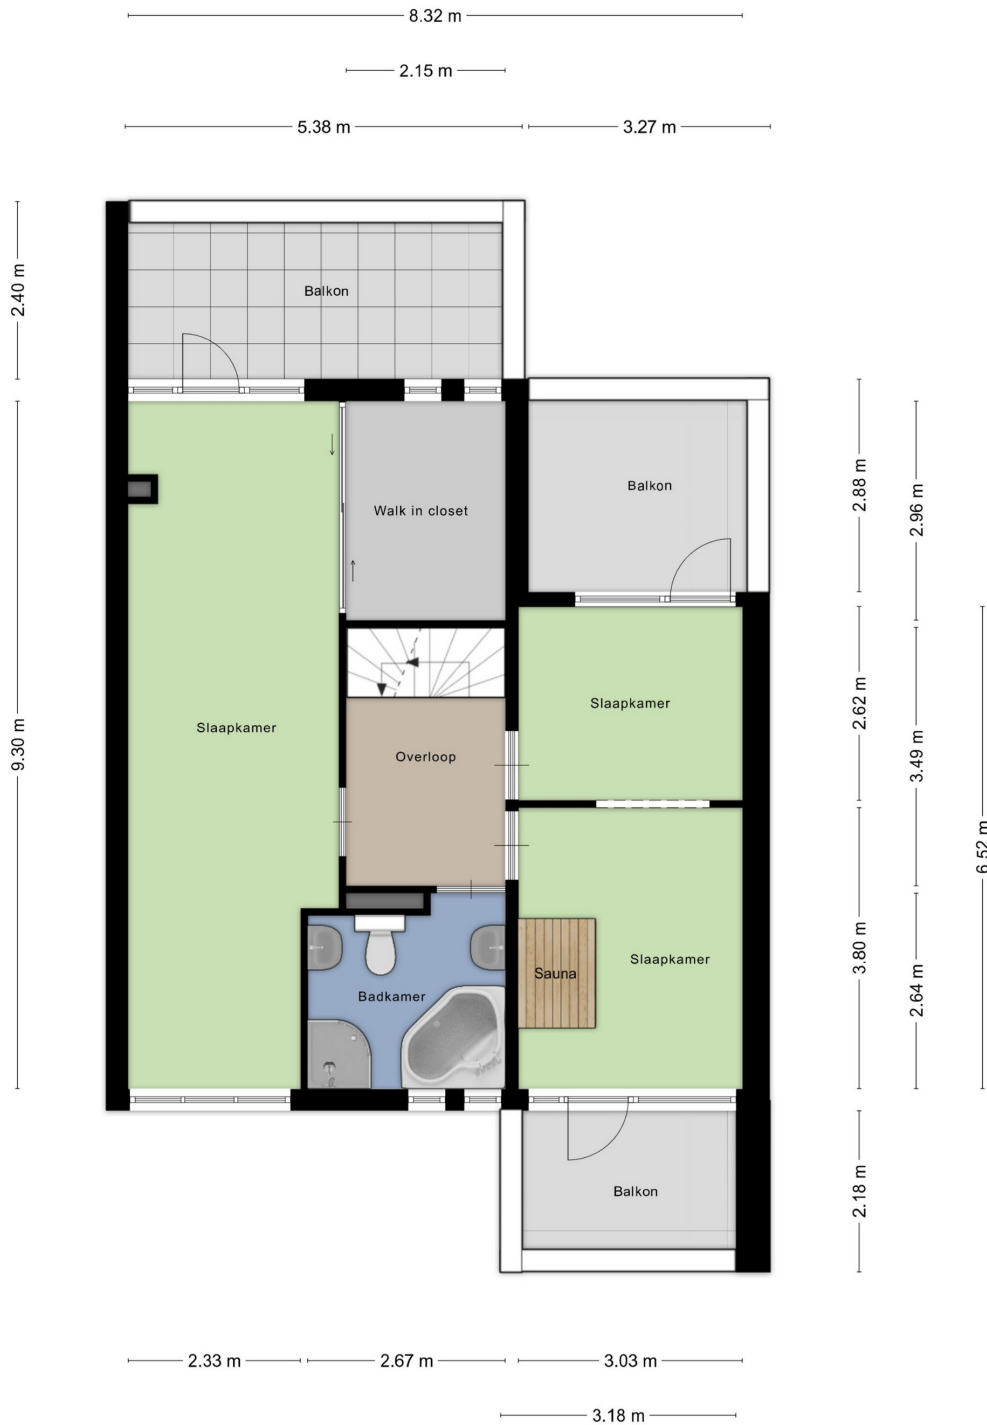 8.32 m
2.15 m
5.38 m
3.27 m
2.40 m
Balkon
Balkon
2.88 m
2.96 m
Walk in closet
Slaapkamer
Slaapkamer
2.62 m
9.30 m
Overloop
3.49 m
6.52 m
Slaapkamer
Sauna
3.80 m
Badkamer
2.64 m
Balkon
2.18 m
2.33 m
2.67 m
3.03 m
3.18 m